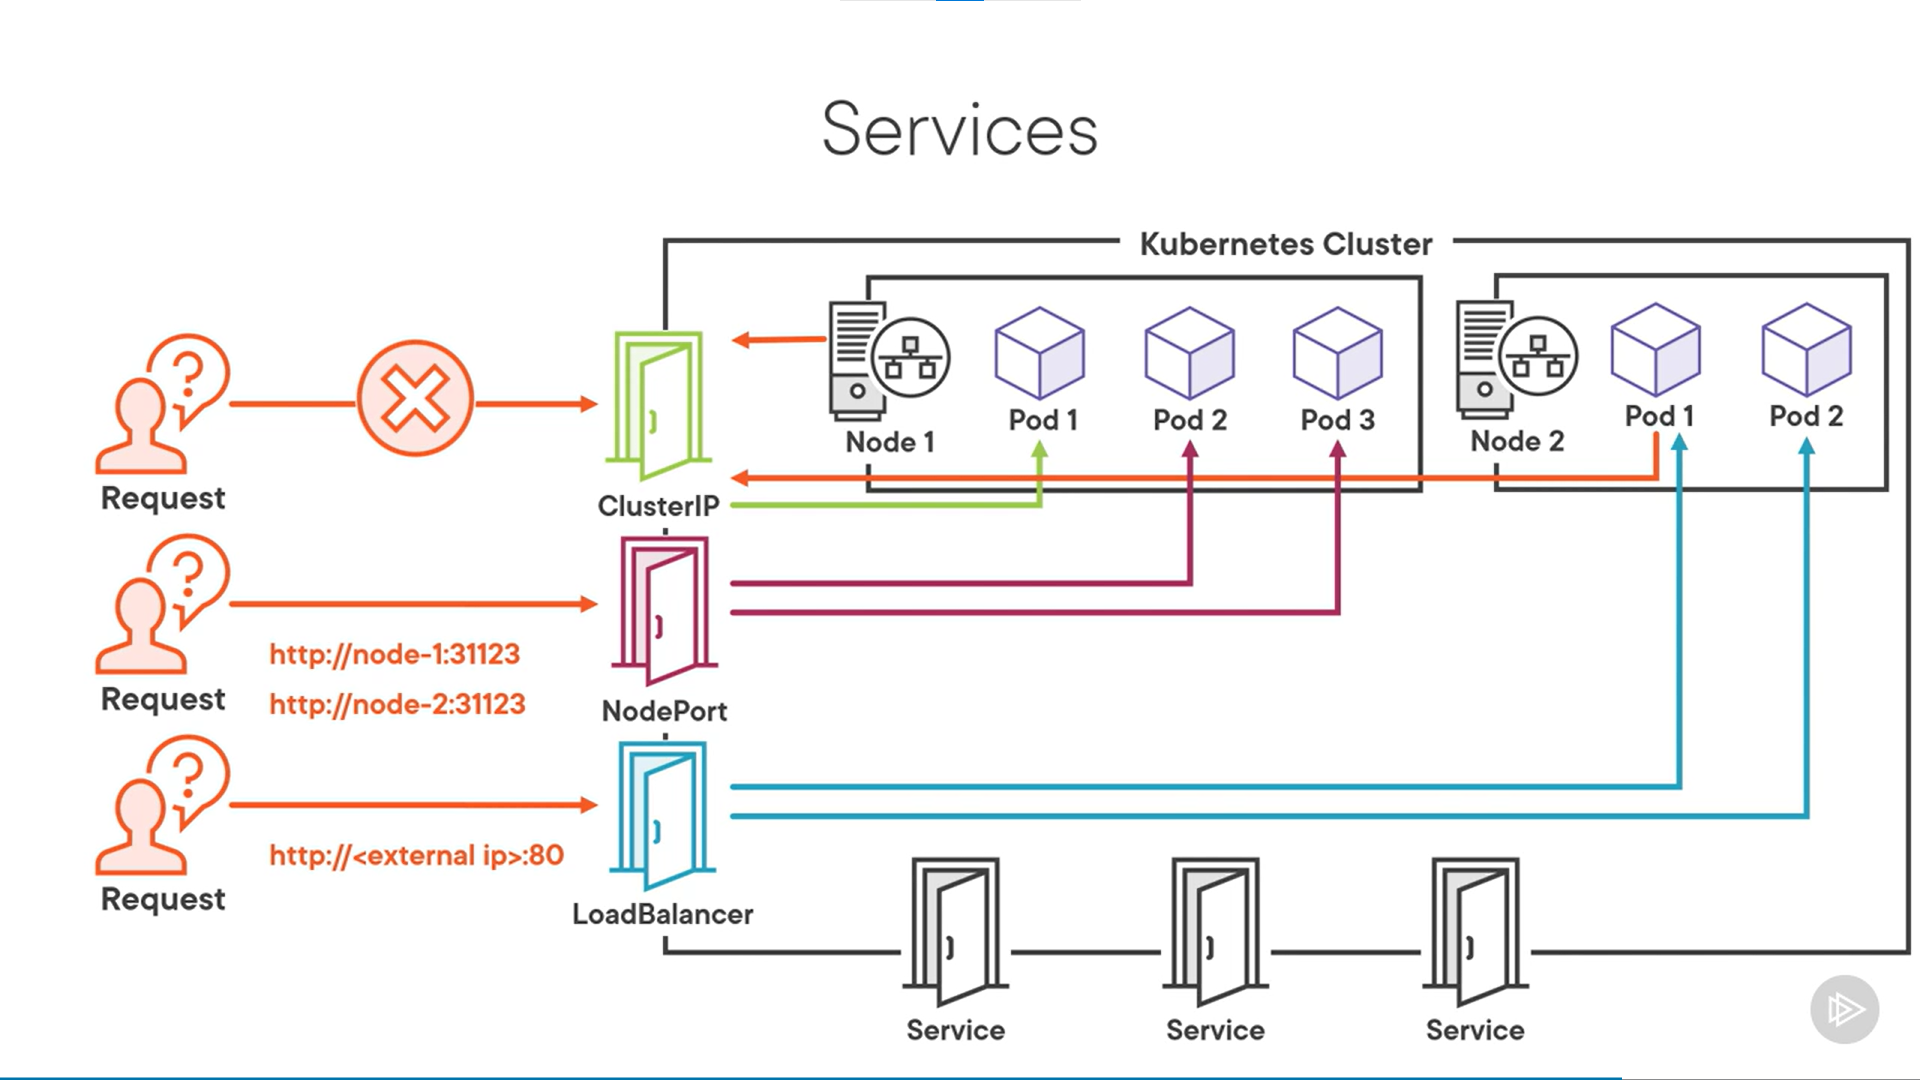 Services
Kubernetes Cluster
Node 1
Pod 1
Pod 2
Pod 3
Node 2
Pod 1
Pod 2
?
Request
ClusterIP
?
Request
http://node-1:31123
http://node-2:31123
NodePort
?
Request
http://<external ip>:80
LoadBalancer
Service
Service
Service